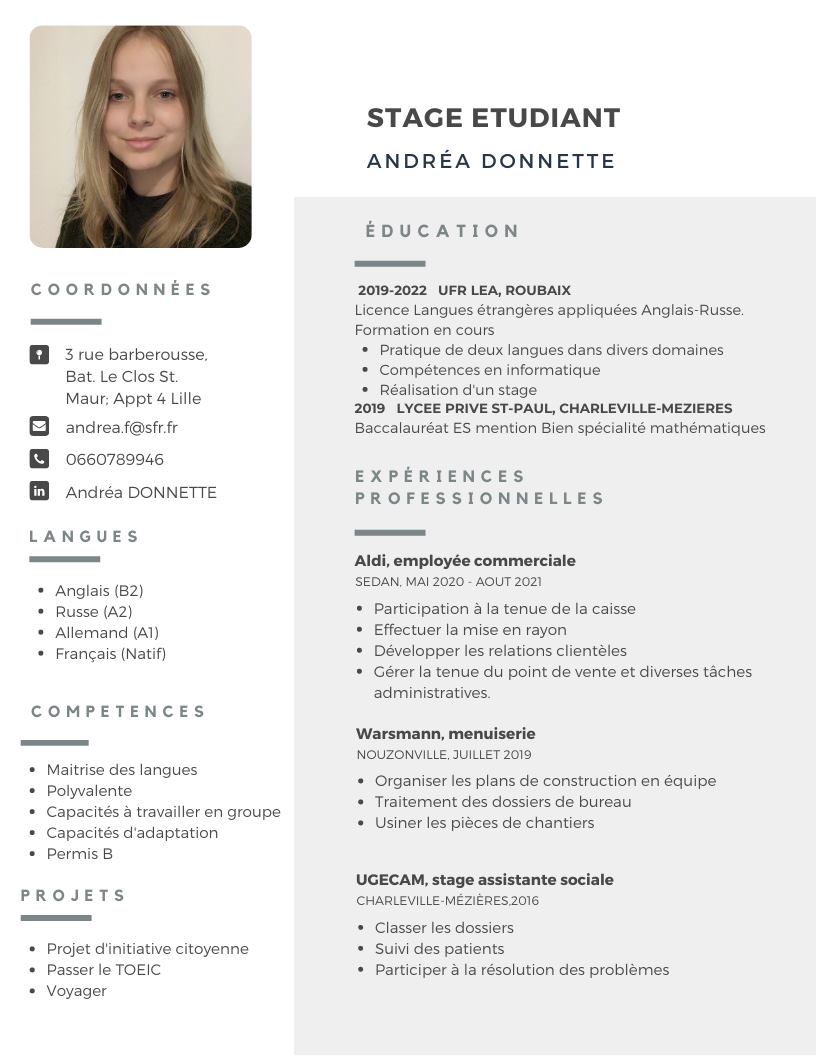 STAGE ETUDIANT
ANDRÉA DONNETTE
COORDONNÉES
3 rue barberousse,
Bat. Le Clos St.
Maur; Appt 4 Lille
andrea.f@sfr.fr
0660789946
in Andréa DONNETTE
LANGUES
• Anglais (B2)
• Russe (A2)
• Allemand (A1)
• Français (Natif)
COMPETENCES
• Maitrise des langues
• Polyvalente
• Capacités à travailler en groupe
• Capacités d'adaptation
• Permis B
PROJETS
• Projet d'initiative citoyenne
• Passer le TOEIC
• Voyager
ÉDUCATION
2019-2022 UFR LEA, ROUBAIX
Licence Langues étrangères appliquées Anglais-Russe.
Formation en cours
• Pratique de deux langues dans divers domaines
• Compétences en informatique
• Réalisation d'un stage
2019 LYCEE PRIVE ST-PAUL, CHARLEVILLE-MEZIERES
Baccalauréat ES mention Bien spécialité mathématiques
EXPÉRIENCES
PROFESSIONNELLES
Aldi, employée commerciale
SEDAN, MAI 2020 - AOUT 2021
• Participation à la tenue de la caisse
• Effectuer la mise en rayon
• Développer les relations clientèles
• Gérer la tenue du point de vente et diverses tâches
administratives.
Warsmann, menuiserie
NOUZONVILLE, JUILLET 2019
• Organiser les plans de construction en équipe
• Traitement des dossiers de bureau
• Usiner les pièces de chantiers
UGECAM, stage assistante sociale
CHARLEVILLE-MÉZIÈRES,2016
• Classer les dossiers
• Suivi des patients
• Participer à la résolution des problèmes